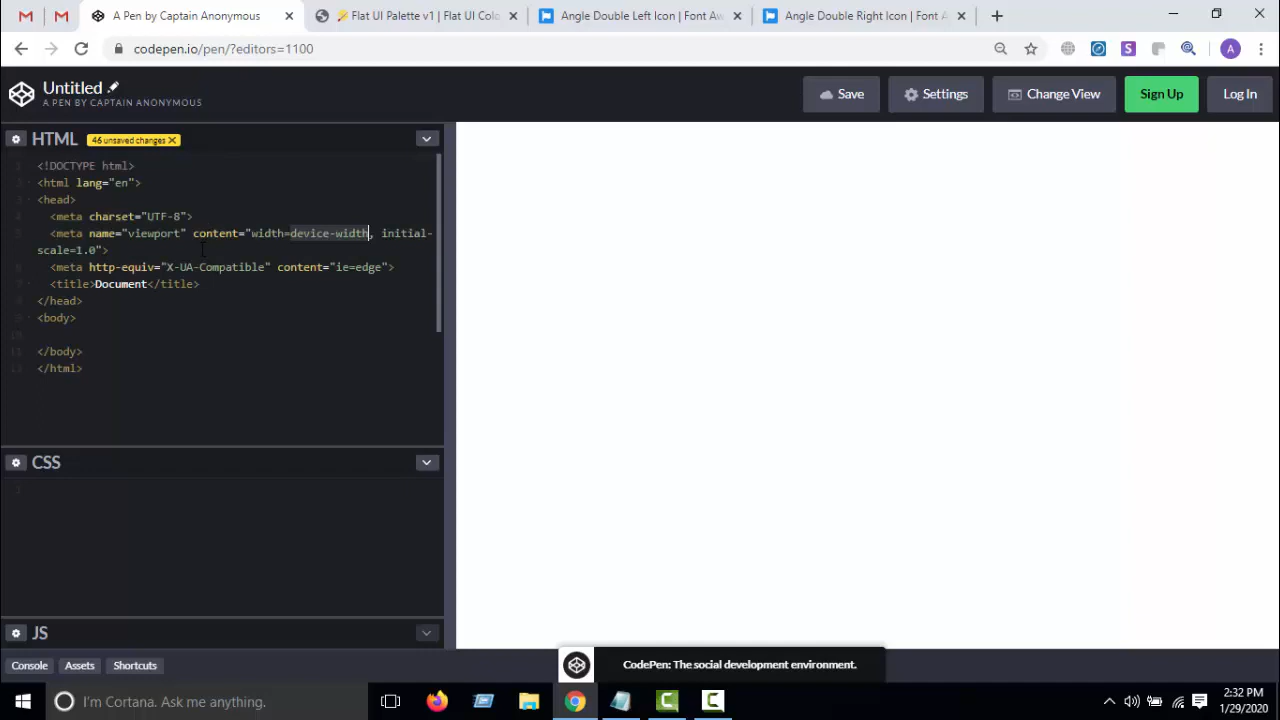 A Pen by Captain Anonymous
Flat UI Palette v1 | Flat UI Colo
Angle Double Left Icon | Font Aw
Angle Double Right Icon | Font A
codepen.io/pen/?editors=1100
A
Untitled
A PEN BY CAPTAIN ANONYMOUS
Save
Settings
Change View
Sign Up
Log In
HTML
46 unsaved changes X
<!DOCTYPE html>
<html lang="en">
<head>
<meta charset="UTF-8">
<meta name="viewport" content="width=device-width, initial-
scale=1.0">
<meta http-equiv="X-UA-Compatible" content="ie=edge">
<title>Document</title>
</head>
<body>
</body>
</html>
CSS
JS
Console
Assets
Shortcuts
CodePen: The social development environment.
I'm Cortana. Ask me anything.
2:32 PM
1/29/2020